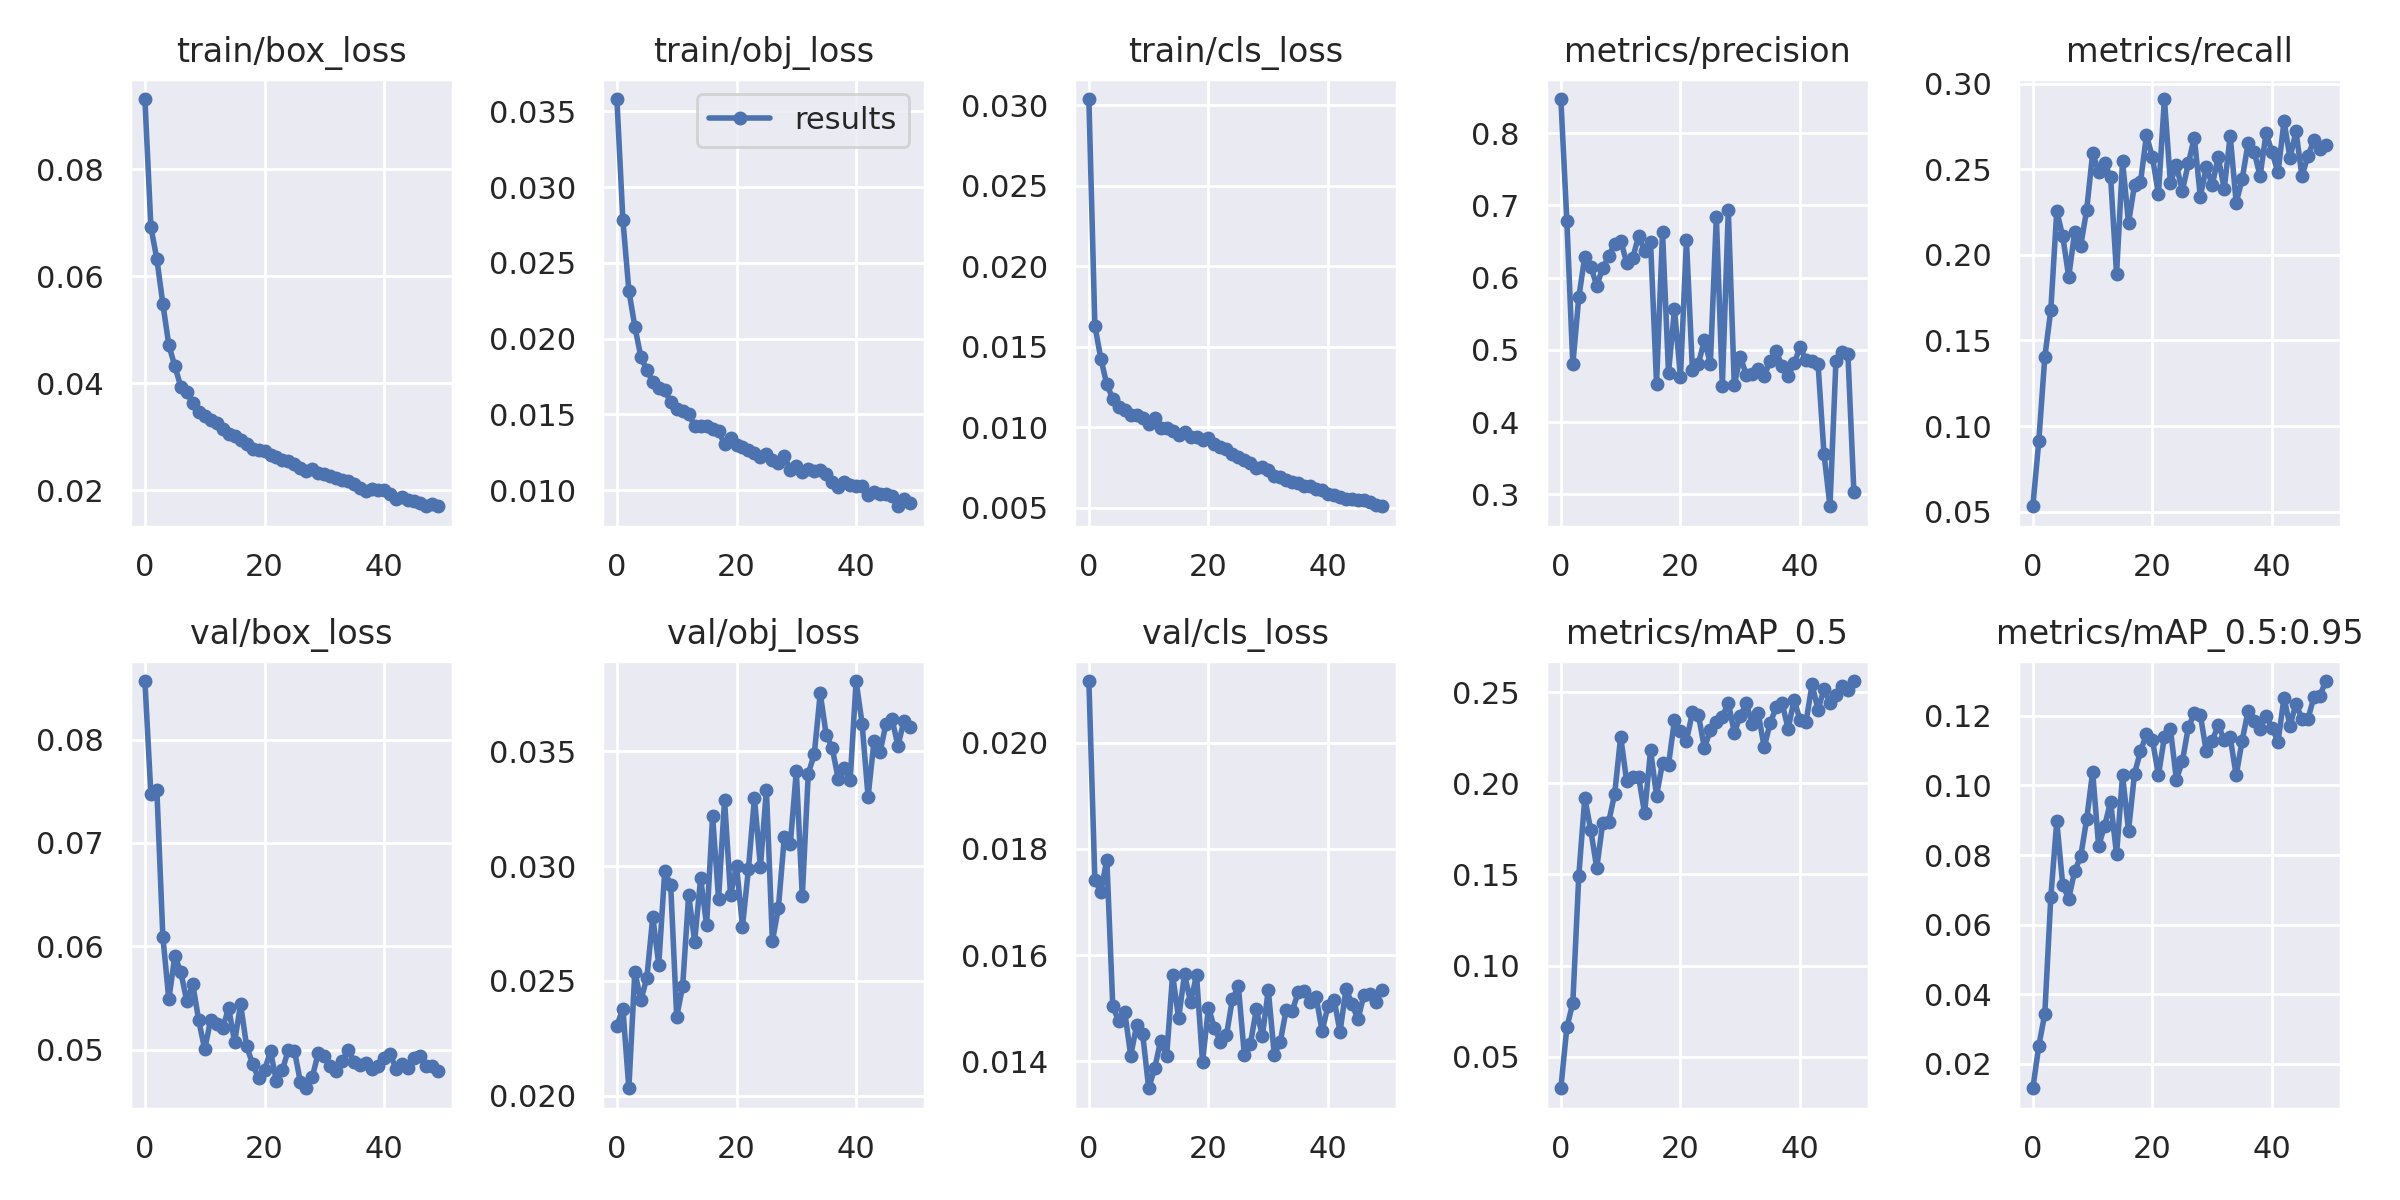 train/box_loss
0.08
0.06
0.04
0.02
0 20 40
train/obj_loss
results
0.035
0.030
0.025
0.020
0.015
0.010
0 20 40
train/cls_loss
0.030
0.025
0.020
0.015
0.010
0.005
0 20 40
metrics/precision
0.8
0.7
0.6
0.5
0.4
0.3
0 20 40
metrics/recall
0.30
0.25
0.20
0.15
0.10
0.05
0 20 40
val/box_loss
0.08
0.07
0.06
0.05
0 20 40
val/obj_loss
0.035
0.030
0.025
0.020
0 20 40
val/cls_loss
0.020
0.018
0.016
0.014
0 20 40
metrics/mAP_0.5
0.25
0.20
0.15
0.10
0.05
0 20 40
metrics/mAP_0.5:0.95
0.12
0.10
0.08
0.06
0.04
0.02
0 20 40